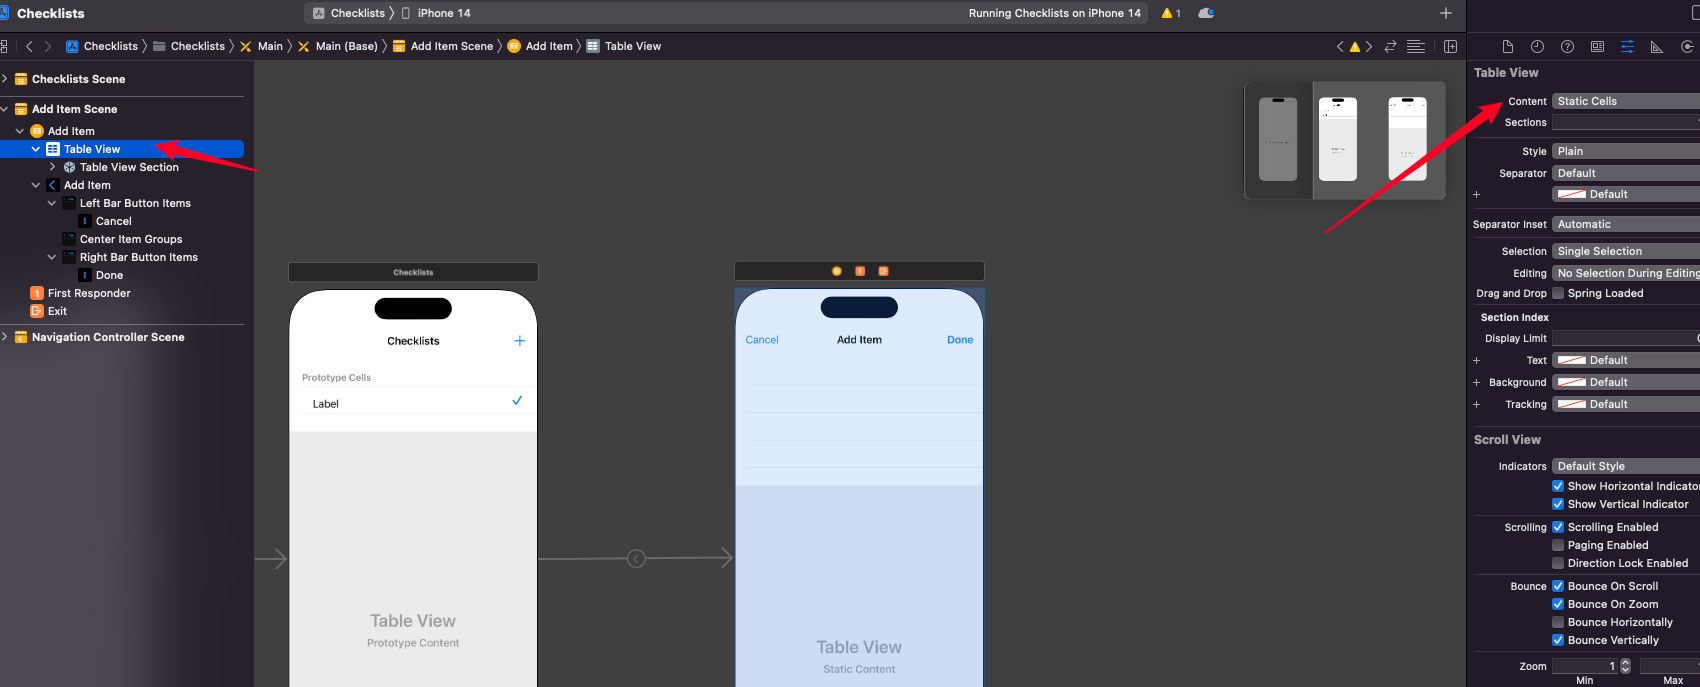 Checklists
Checklists
iPhone 14
Running Checklists on iPhone 14
1
Checklists
Checklists
Main
Main (Base)
Add Item Scene
Add Item
Table View
Checklists Scene
Add Item Scene
Add Item
Table View
Table View Section
Add Item
Left Bar Button Items
Cancel
Center Item Groups
Right Bar Button Items
Done
First Responder
Exit
Navigation Controller Scene
Checklists
Checklists
Prototype Cells
Label
Table View
Prototype Content
Cancel
Add Item
Done
Table View
Static Content
Table View
Content Static Cells
Sections
Style Plain
Separator Default
Default
Separator Inset Automatic
Selection Single Selection
Editing No Selection During Editing
Drag and Drop Spring Loaded
Section Index
Display Limit
Text Default
Background Default
Tracking Default
Scroll View
Indicators Default Style
Show Horizontal Indicator
Show Vertical Indicator
Scrolling Scrolling Enabled
Paging Enabled
Direction Lock Enabled
Bounce Bounce On Scroll
Bounce On Zoom
Bounce Horizontally
Bounce Vertically
Zoom 1
Min Max